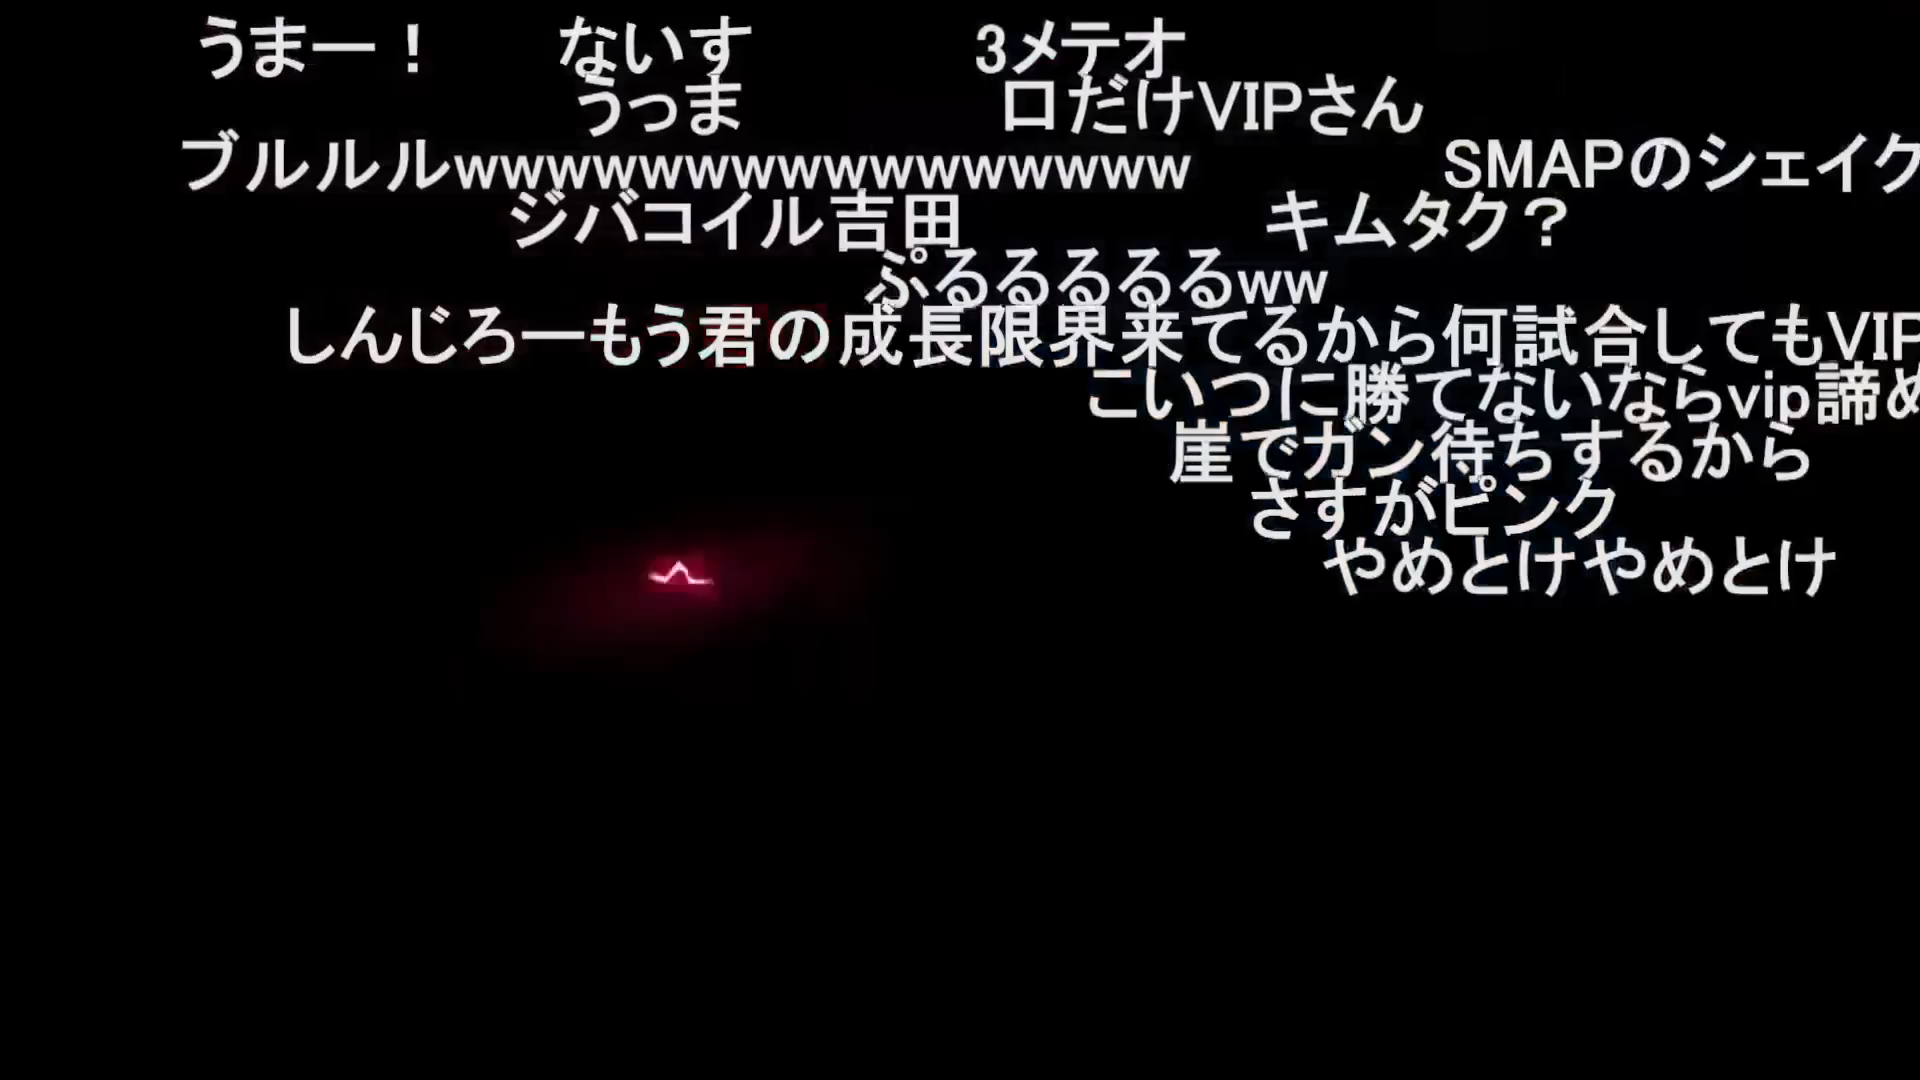 うまー！ ないす 3メテオ
うっま 口だけVIPさん
ブルルルwwwwwwwwwwwwwwww SMAPのシェイク
ジバコイル吉田 キムタク？
ぷるるるるるww
しんじろーもう君の成長限界来てるから何試合してもVIP
こいつに勝てないならvip諦め
崖でガン待ちするから
さすがピンク
やめとけやめとけ